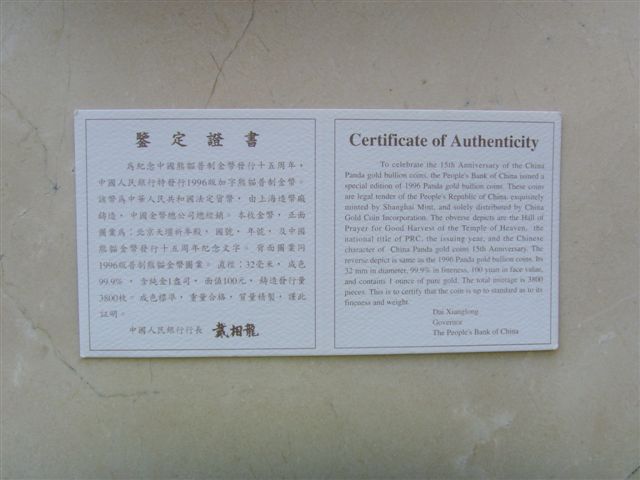 鑒定證書
為紀念中國熊貓普制金幣發行十五周年，
中國人民銀行特發行1996版加字熊貓普制金幣。
該幣為中華人民共和國法定貨幣，由上海造幣廠
鑄造，中國金幣總公司總經銷。本枚金幣，正面
圖案為：北京天壇祈年殿，國號，年號，及中國
熊貓金幣發行十五周年紀念文字。背面圖案同
1996版普制熊貓金幣圖案。直徑：32毫米，成色
99.9%，含純金1盎司，面值100元，鑄造發行量
3800枚。成色標準，重量合格，質量精製，謹此
証明。
中國人民銀行行長 戴相龍
Certificate of Authenticity
To celebrate the 15th Anniversary of the China
Panda gold bullion coins, the People's Bank of China issued a
special edition of 1996 Panda gold bullion coins. These coins
are legal tender of the People's Republic of China, exquisitely
minted by Shanghai Mint, and solely distributed by China
Gold Coin Incorporation. The obverse depicts are the Hall of
Prayer for Good Harvest of the Temple of Heaven, the
national title of PRC, the issuing year, and the Chinese
character of China Panda gold coins 15th Anniversary. The
reverse depict is same as the 1996 Panda gold bullion coins. Its
32 mm in diameter, 99.9% in fineness, 100 yuan in face value,
and contains 1 ounce of pure gold. The total mintage is 3800
pieces. This is to certify that the coin is up to standard as to its
fineness and weight.
Dai Xianglong
Governor
The People's Bank of China